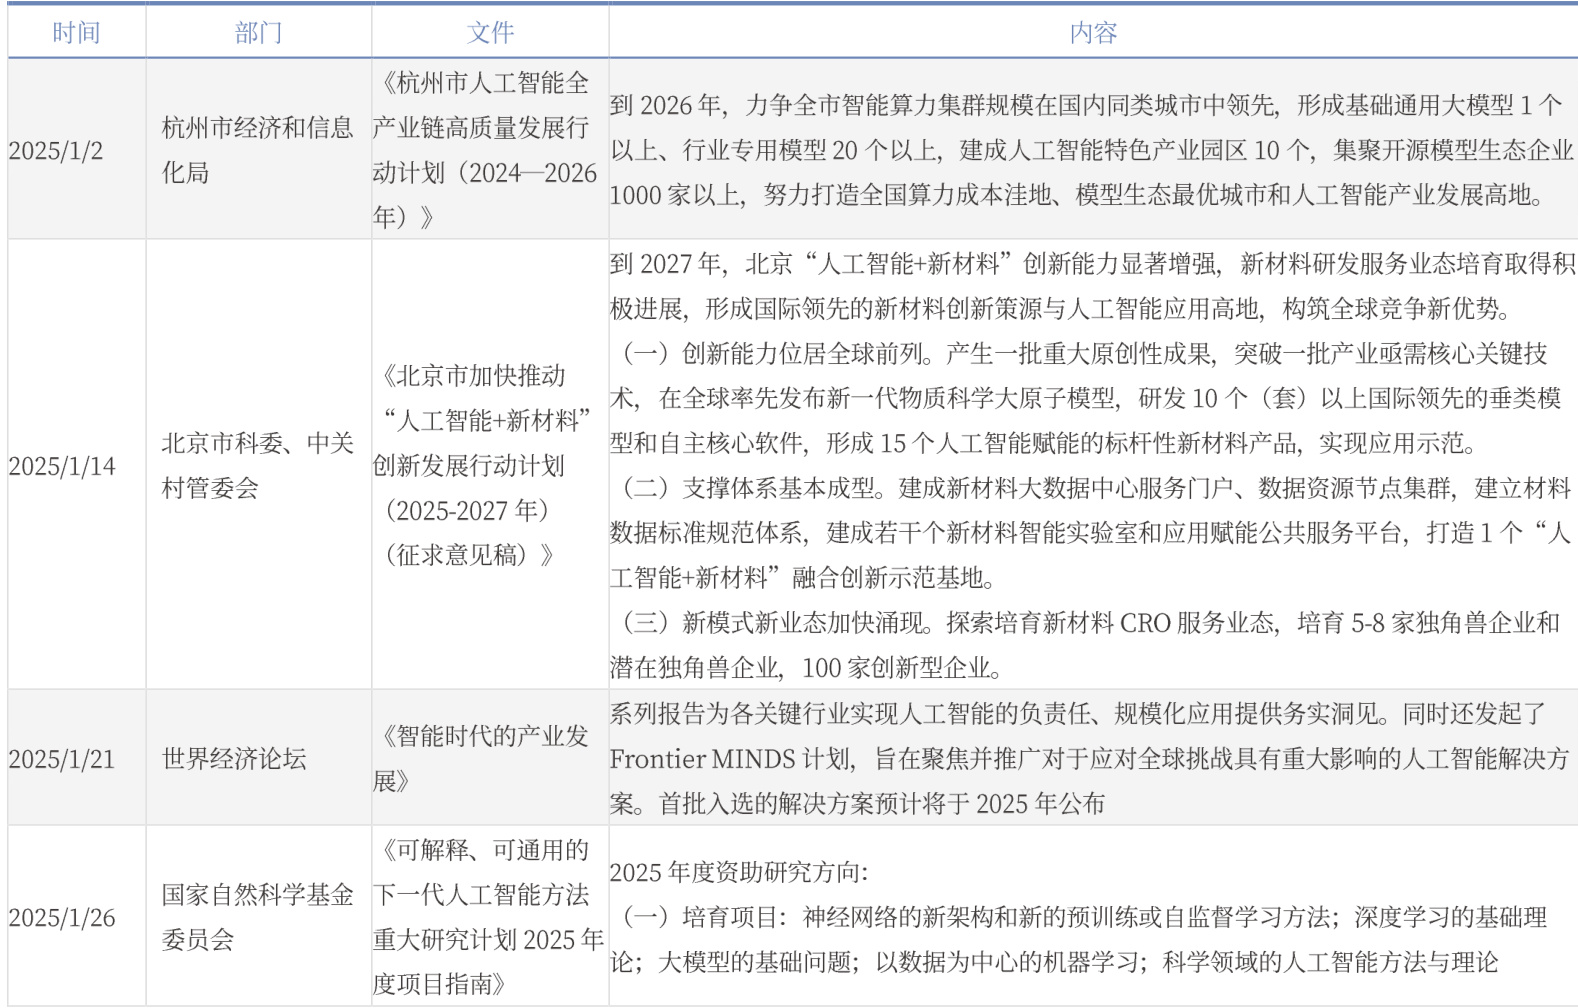 时间 部门 文件 内容
2025/1/2
杭州市经济和信息
化局
《杭州市人工智能全
产业链高质量发展行
动计划（2024—2026
年）》
到 2026 年，力争全市智能算力集群规模在国内同类城市中领先，形成基础通用大模型 1 个
以上、行业专用模型 20 个以上，建成人工智能特色产业园区 10 个，集聚开源模型生态企业
1000 家以上，努力打造全国算力成本洼地、模型生态最优城市和人工智能产业发展高地。
2025/1/14
北京市科委、中关
村管委会
《北京市加快推动
“人工智能+新材料”
创新发展行动计划
（2025-2027 年）
（征求意见稿）》
到 2027 年，北京“人工智能+新材料”创新能力显著增强，新材料研发服务业态培育取得积
极进展，形成国际领先的新材料创新策源与人工智能应用高地，构筑全球竞争新优势。
（一）创新能力位居全球前列。产生一批重大原创性成果，突破一批产业亟需核心关键技
术，在全球率先发布新一代物质科学大原子模型，研发 10 个（套）以上国际领先的垂类模
型和自主核心软件，形成 15 个人工智能赋能的标杆性新材料产品，实现应用示范。
（二）支撑体系基本成型。建成新材料大数据中心服务门户、数据资源节点集群，建立材料
数据标准规范体系，建成若干个新材料智能实验室和应用赋能公共服务平台，打造 1 个“人
工智能+新材料”融合创新示范基地。
（三）新模式新业态加快涌现。探索培育新材料 CRO 服务业态，培育 5-8 家独角兽企业和
潜在独角兽企业，100 家创新型企业。
2025/1/21
世界经济论坛
《智能时代的产业发
展》
系列报告为各关键行业实现人工智能的负责任、规模化应用提供务实洞见。同时还发起了
Frontier MINDS 计划，旨在聚焦并推广对于应对全球挑战具有重大影响的人工智能解决方
案。首批入选的解决方案预计将于 2025 年公布
2025/1/26
国家自然科学基金
委员会
《可解释、可通用的
下一代人工智能方法
重大研究计划 2025 年
度项目指南》
2025 年度资助研究方向：
（一）培育项目：神经网络的新架构和新的预训练或自监督学习方法；深度学习的基础理
论；大模型的基础问题；以数据为中心的机器学习；科学领域的人工智能方法与理论